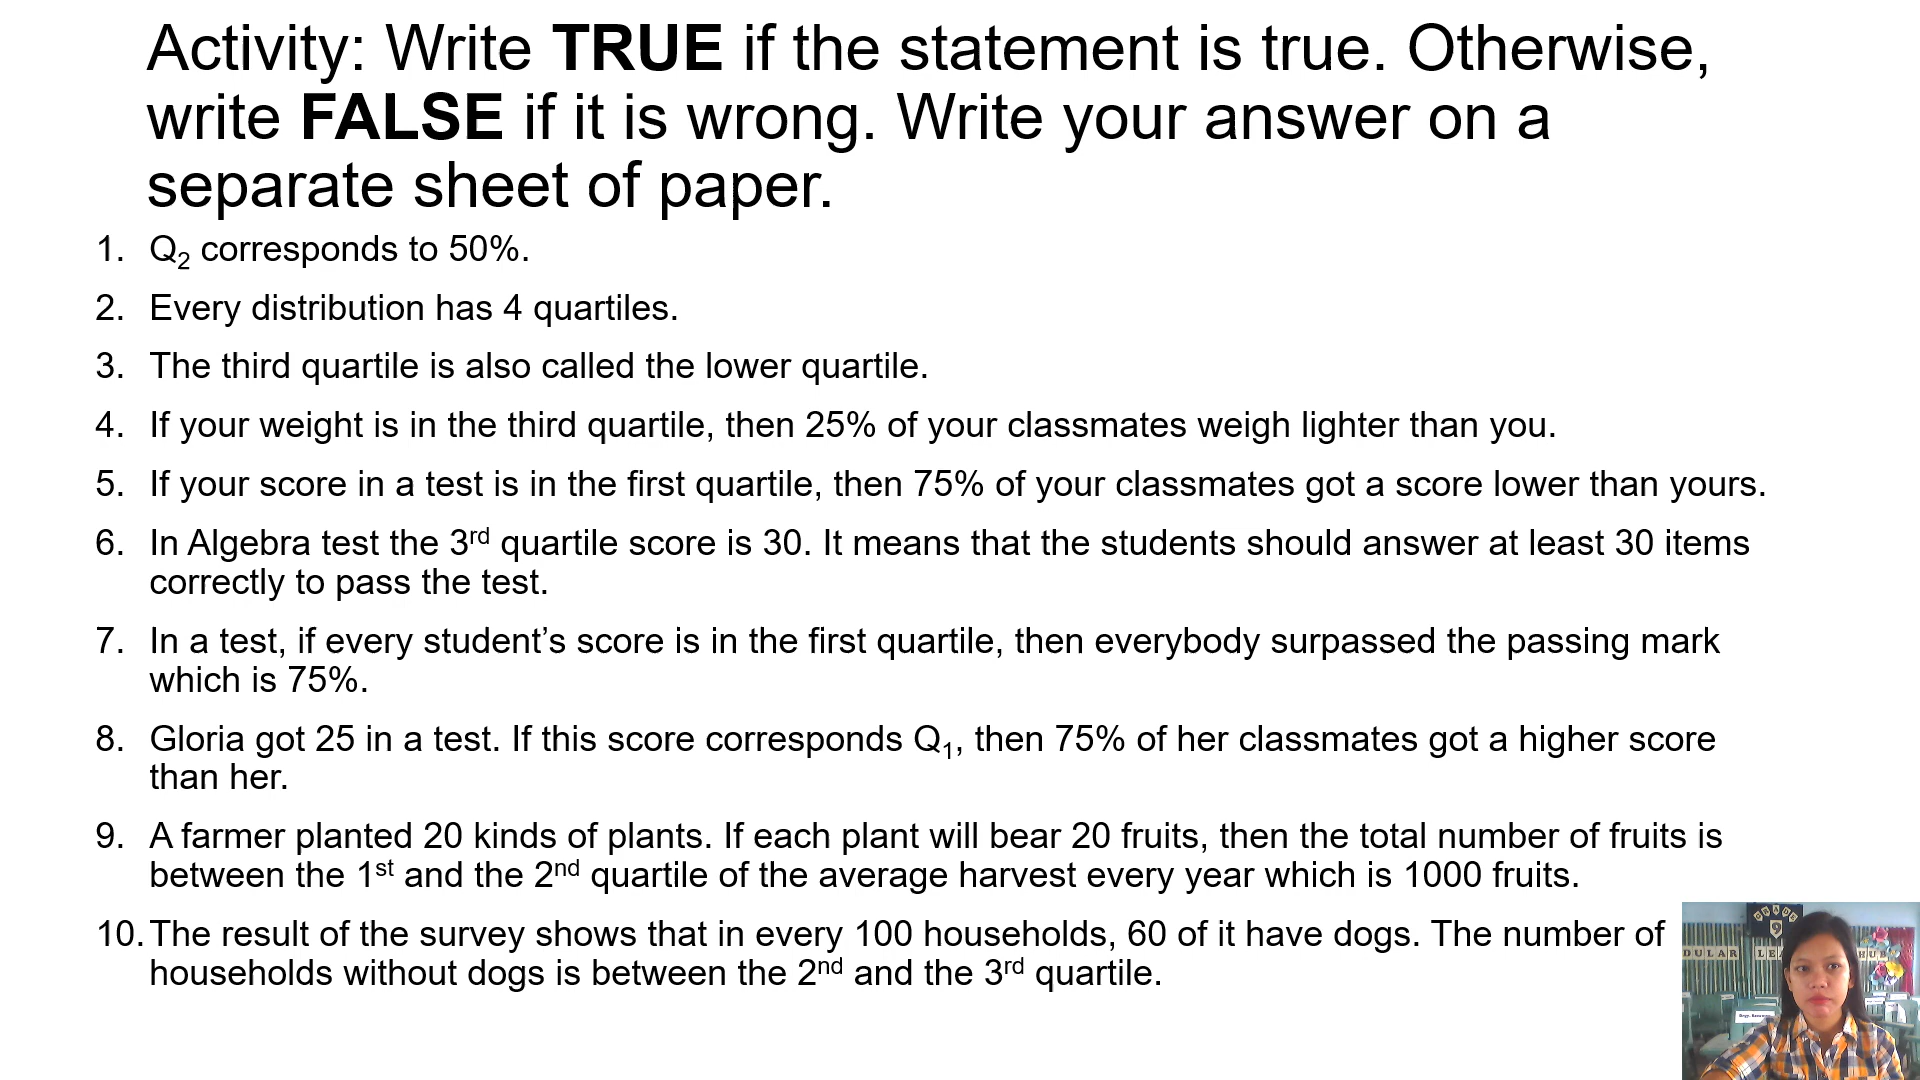 Activity: Write TRUE if the statement is true. Otherwise,
write FALSE if it is wrong. Write your answer on a
separate sheet of paper.
1. Q₂ corresponds to 50%.
2. Every distribution has 4 quartiles.
3. The third quartile is also called the lower quartile.
4. If your weight is in the third quartile, then 25% of your classmates weigh lighter than you.
5. If your score in a test is in the first quartile, then 75% of your classmates got a score lower than yours.
6. In Algebra test the 3rd quartile score is 30. It means that the students should answer at least 30 items
correctly to pass the test.
7. In a test, if every student’s score is in the first quartile, then everybody surpassed the passing mark
which is 75%.
8. Gloria got 25 in a test. If this score corresponds Q₁, then 75% of her classmates got a higher score
than her.
9. A farmer planted 20 kinds of plants. If each plant will bear 20 fruits, then the total number of fruits is
between the 1st and the 2nd quartile of the average harvest every year which is 1000 fruits.
10. The result of the survey shows that in every 100 households, 60 of it have dogs. The number of
households without dogs is between the 2nd and the 3rd quartile.
GRADE
9
DULAR LE HUB